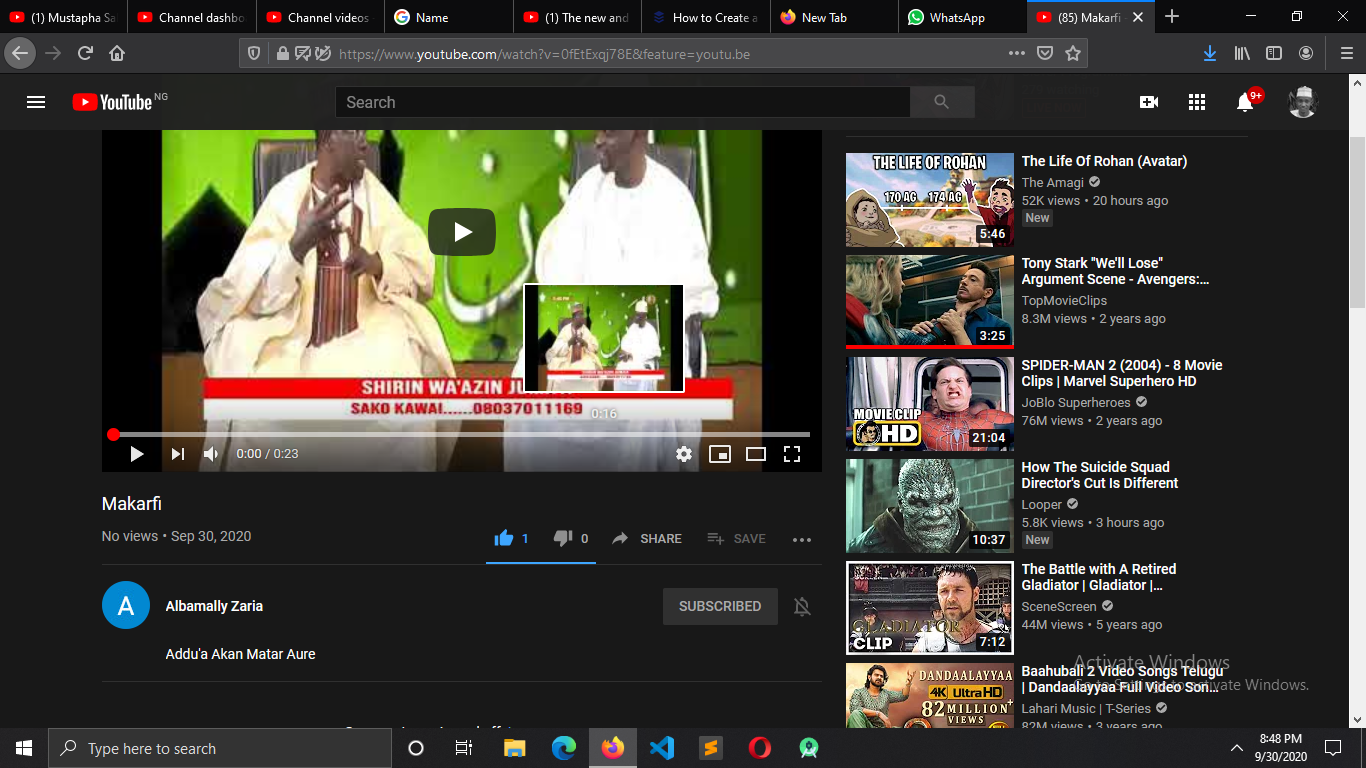 (1) Mustapha Sa
Channel dashbo
Channel videos
Name
(1) The new and
How to Create a
New Tab
WhatsApp
(85) Makarfi
https://www.youtube.com/watch?v=0fEtExqj78E&feature=youtu.be
YouTube NG
Search
9+
SHIRIN WA'AZIN
SAKO KAWAI......08037011169
0:16
0:00 / 0:23
Makarfi
No views • Sep 30, 2020
1
0
SHARE
SAVE
A
Albamally Zaria
SUBSCRIBED
Addu'a Akan Matar Aure
THE LIFE OF ROHAN
170 AG 174 AG
5:46
The Life Of Rohan (Avatar)
The Amagi
52K views • 20 hours ago
New
3:25
Tony Stark "We'll Lose"
Argument Scene - Avengers:...
TopMovieClips
8.3M views • 2 years ago
MOVIE CLIP
HD
21:04
SPIDER-MAN 2 (2004) - 8 Movie
Clips | Marvel Superhero HD
JoBlo Superheroes
76M views • 2 years ago
10:37
How The Suicide Squad
Director's Cut Is Different
Looper
5.8K views • 3 hours ago
New
GLADIATOR
CLIP
7:12
The Battle with A Retired
Gladiator | Gladiator |...
SceneScreen
44M views • 5 years ago
DANDAALAYYAA
4K Ultra HD
82 MILLION+
VIEWS
Baahubali 2 Video Songs Telugu
| Dandaalayyaa Full Video Son...
Lahari Music | T-Series
82M views • 3 years ago
Activate Windows
Go to Settings to activate Windows.
Type here to search
8:48 PM
9/30/2020